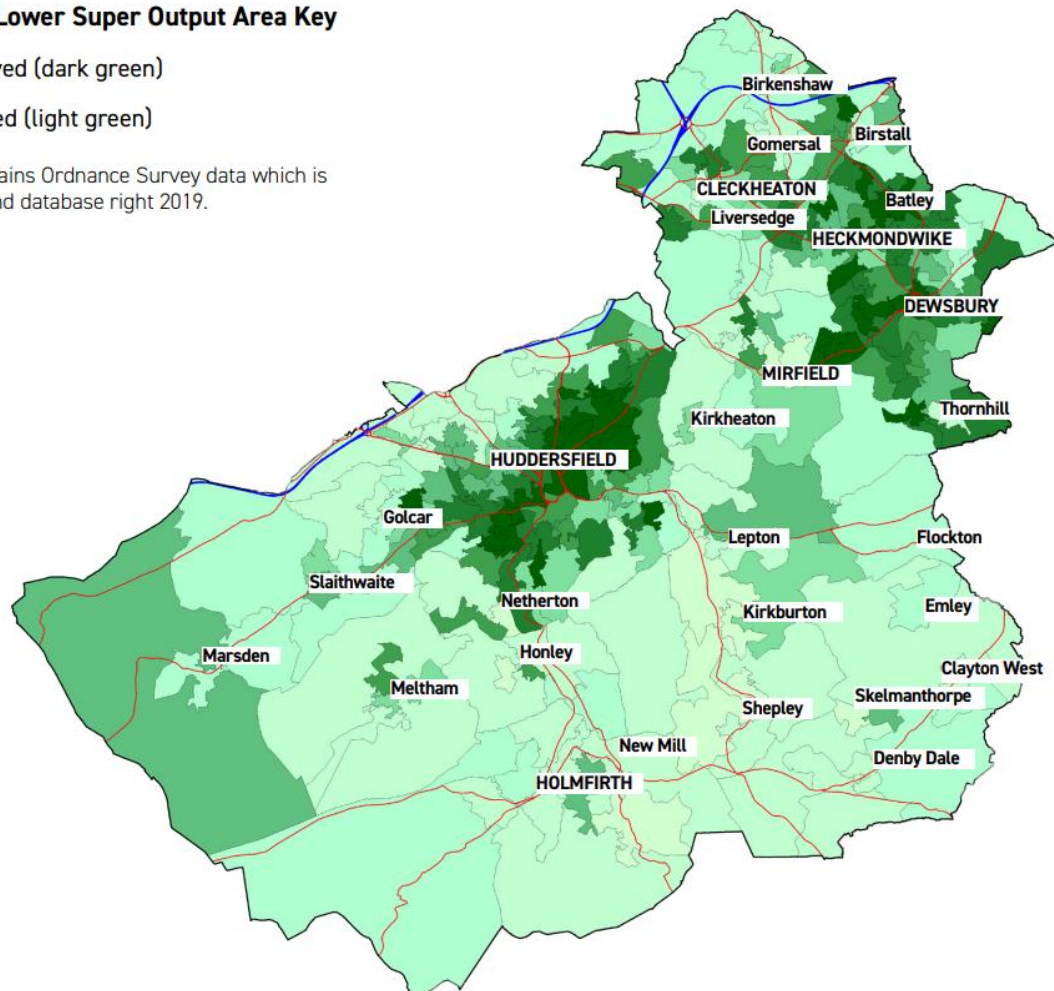 Lower Super Output Area Key
ved (dark green)
ed (light green)
ains Ordnance Survey data which is
nd database right 2019.
Birkenshaw
Birstall
Gomersal
CLECKHEATON
Batley
Liversedge
HECKMONDWIKE
DEWSBURY
MIRFIELD
Thornhill
Kirkheaton
HUDDERSFIELD
Golcar
Lepton
Flockton
Slaithwaite
Netherton
Emley
Kirkburton
Honley
Marsden
Clayton West
Meltham
Skelmanthorpe
Shepley
New Mill
Denby Dale
HOLMFIRTH